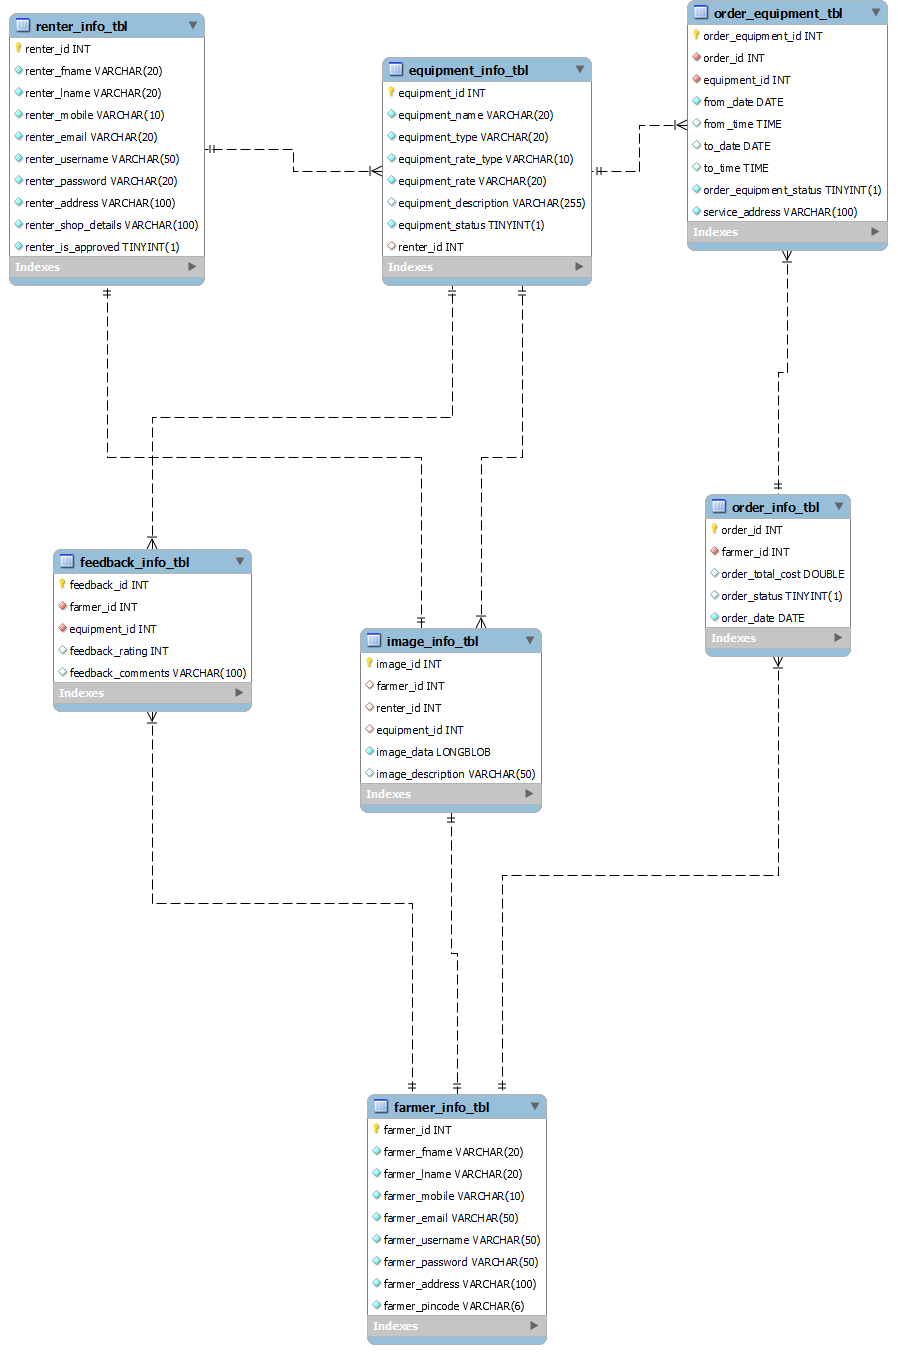 renter_info_tbl
renter_id INT
renter_fname VARCHAR(20)
renter_lname VARCHAR(20)
renter_mobile VARCHAR(10)
renter_email VARCHAR(20)
renter_username VARCHAR(50)
renter_password VARCHAR(20)
renter_address VARCHAR(100)
renter_shop_details VARCHAR(100)
renter_is_approved TINYINT(1)
Indexes
equipment_info_tbl
equipment_id INT
equipment_name VARCHAR(20)
equipment_type VARCHAR(20)
equipment_rate_type VARCHAR(10)
equipment_rate VARCHAR(20)
equipment_description VARCHAR(255)
equipment_status TINYINT(1)
renter_id INT
Indexes
order_equipment_tbl
order_equipment_id INT
order_id INT
equipment_id INT
from_date DATE
from_time TIME
to_date DATE
to_time TIME
order_equipment_status TINYINT(1)
service_address VARCHAR(100)
Indexes
feedback_info_tbl
feedback_id INT
farmer_id INT
equipment_id INT
feedback_rating INT
feedback_comments VARCHAR(100)
Indexes
image_info_tbl
image_id INT
farmer_id INT
renter_id INT
equipment_id INT
image_data LONGBLOB
image_description VARCHAR(50)
Indexes
order_info_tbl
order_id INT
farmer_id INT
order_total_cost DOUBLE
order_status TINYINT(1)
order_date DATE
Indexes
farmer_info_tbl
farmer_id INT
farmer_fname VARCHAR(20)
farmer_lname VARCHAR(20)
farmer_mobile VARCHAR(10)
farmer_email VARCHAR(50)
farmer_username VARCHAR(50)
farmer_password VARCHAR(50)
farmer_address VARCHAR(100)
farmer_pincode VARCHAR(6)
Indexes